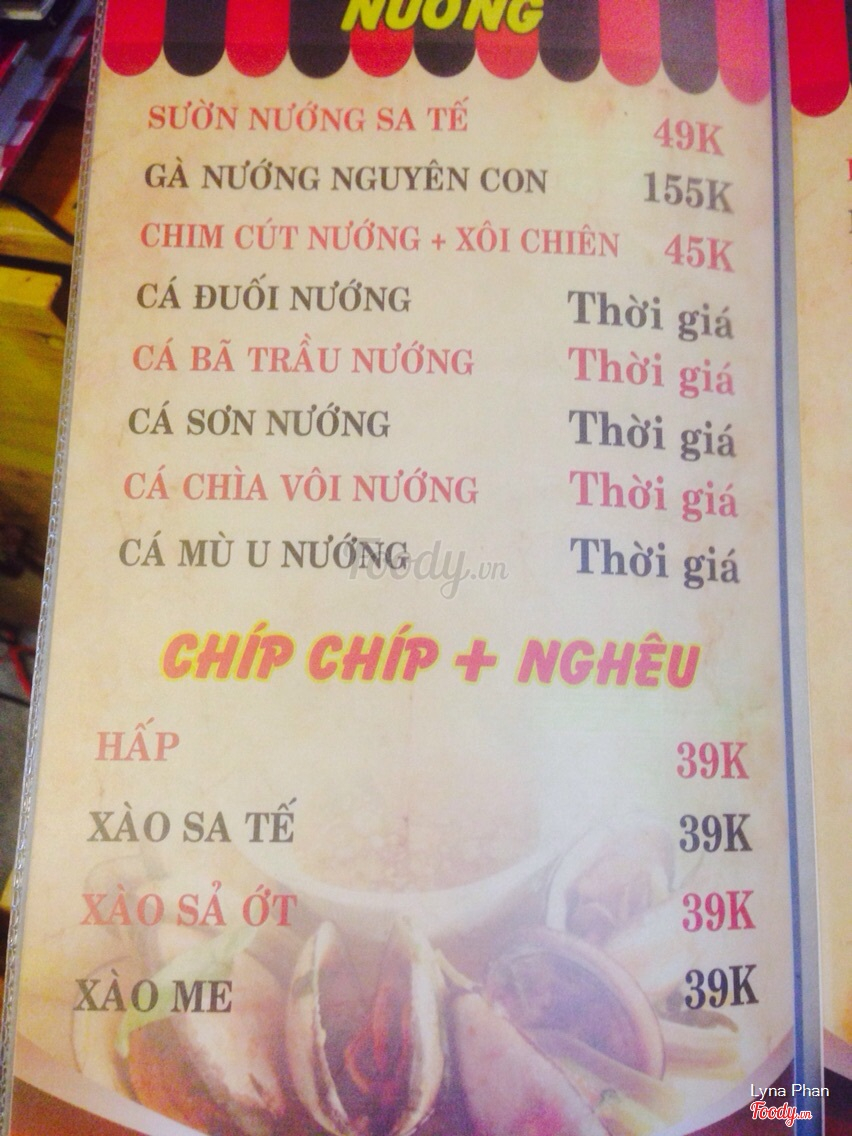 NƯỚNG
SƯỜN NƯỚNG SA TẾ 49K
GÀ NƯỚNG NGUYÊN CON 155K
CHIM CÚT NƯỚNG + XÔI CHIÊN 45K
CÁ ĐUỐI NƯỚNG Thời giá
CÁ BÃ TRẦU NƯỚNG Thời giá
CÁ SƠN NƯỚNG Thời giá
CÁ CHÌA VÔI NƯỚNG Thời giá
CÁ MÙ U NƯỚNG Thời giá
Foody.vn
CHÍP CHÍP + NGHÊU
HẤP 39K
XÀO SA TẾ 39K
XÀO SẢ ỚT 39K
XÀO ME 39K
Lyna Phan
Foody.vn